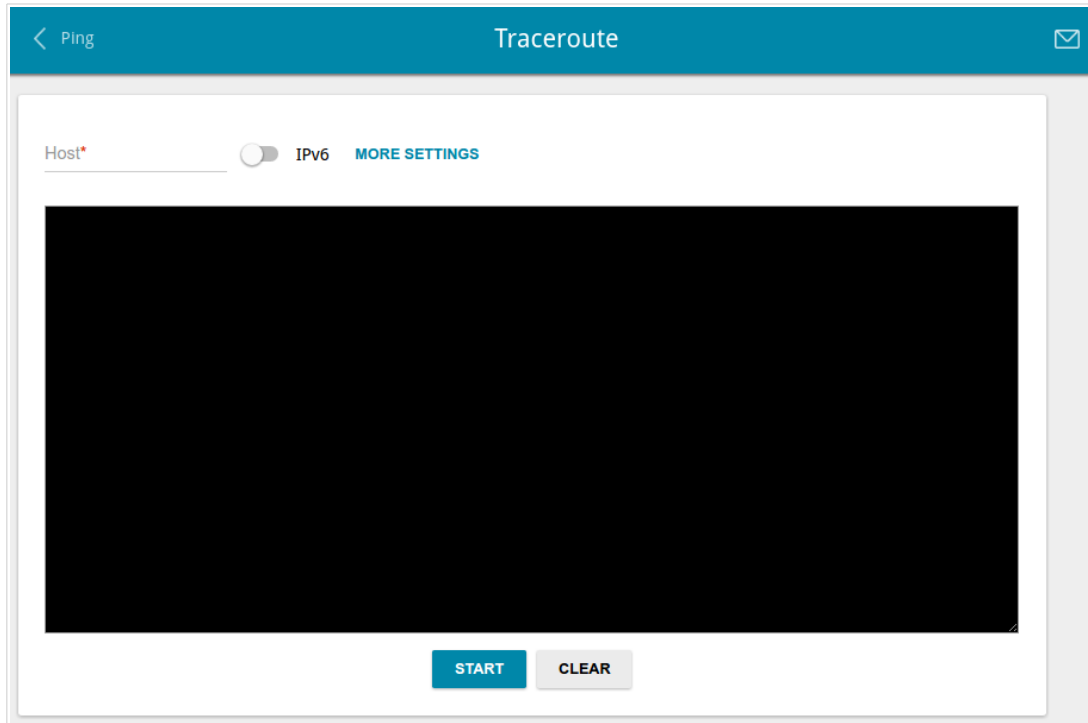 Ping
Traceroute
Host*
IPv6
MORE SETTINGS
START
CLEAR